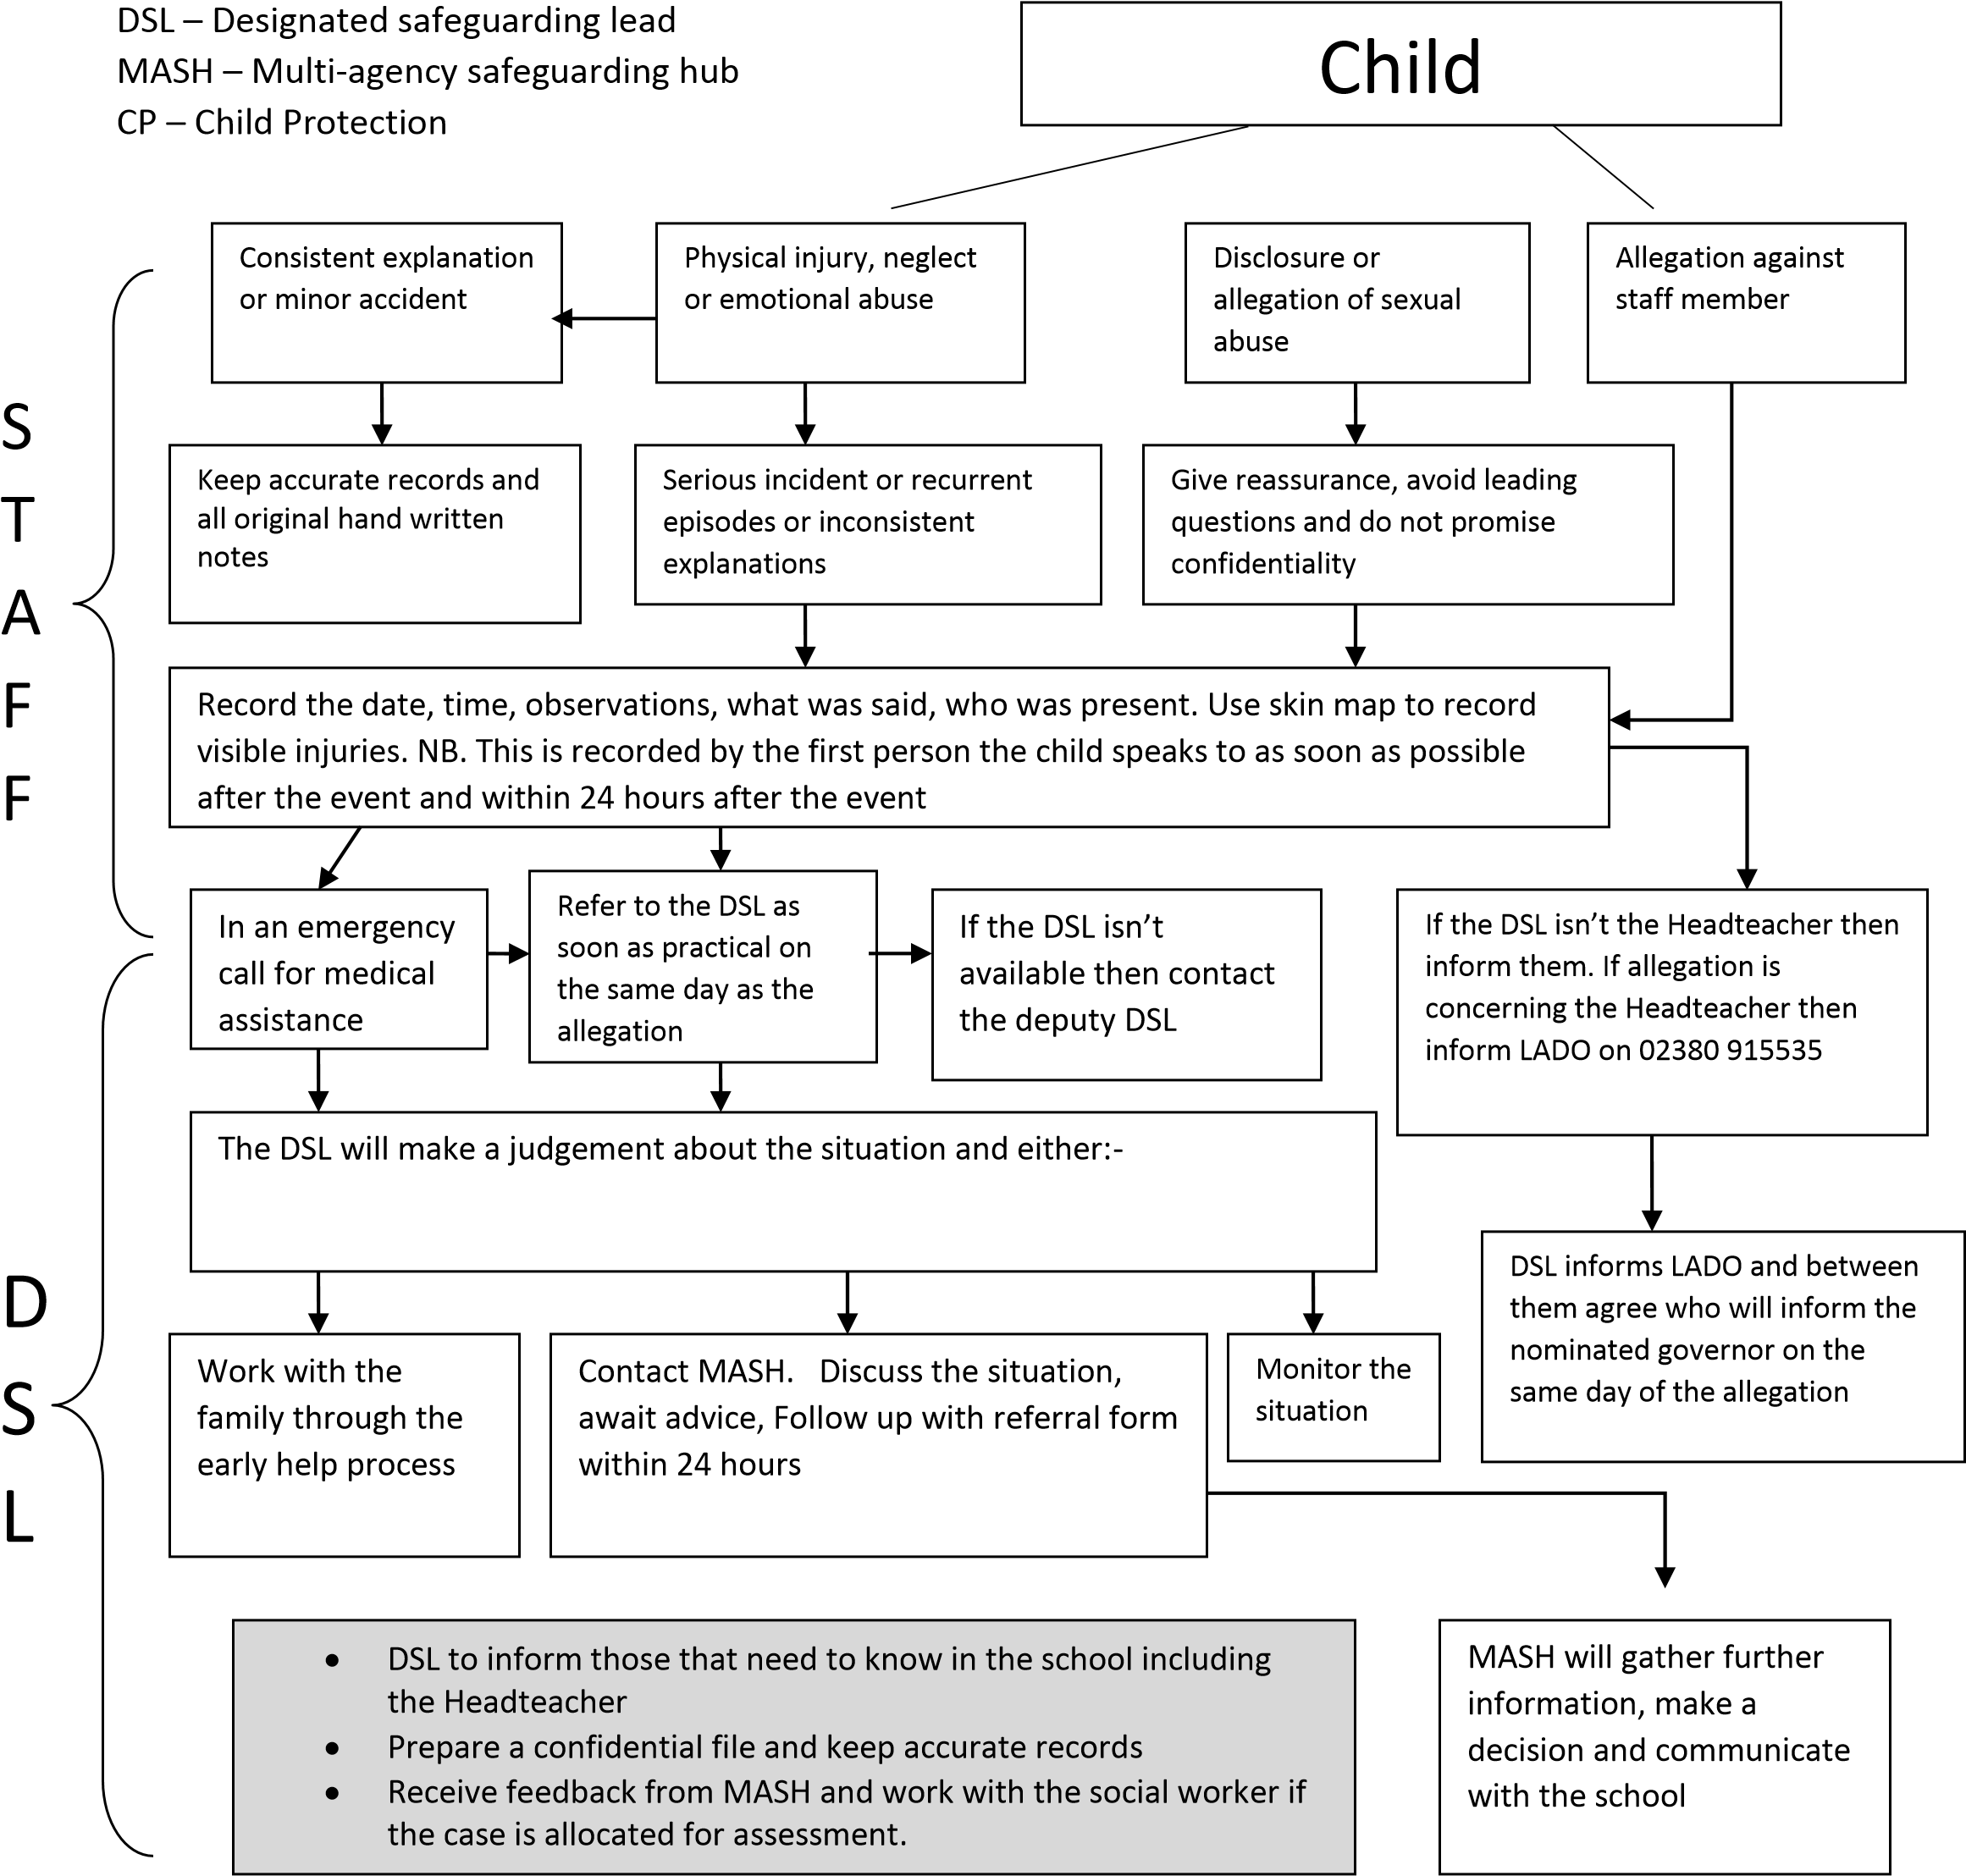 DSL – Designated safeguarding lead
MASH – Multi-agency safeguarding hub
CP – Child Protection
Child
Consistent explanation
or minor accident
Physical injury, neglect
or emotional abuse
Disclosure or
allegation of sexual
abuse
Allegation against
staff member
S
T
A
F
F
Keep accurate records and
all original hand written
notes
Serious incident or recurrent
episodes or inconsistent
explanations
Give reassurance, avoid leading
questions and do not promise
confidentiality
Record the date, time, observations, what was said, who was present. Use skin map to record
visible injuries. NB. This is recorded by the first person the child speaks to as soon as possible
after the event and within 24 hours after the event
In an emergency
call for medical
assistance
Refer to the DSL as
soon as practical on
the same day as the
allegation
If the DSL isn’t
available then contact
the deputy DSL
If the DSL isn’t the Headteacher then
inform them. If allegation is
concerning the Headteacher then
inform LADO on 02380 915535
The DSL will make a judgement about the situation and either:-
D
S
L
DSL informs LADO and between
them agree who will inform the
nominated governor on the
same day of the allegation
Work with the
family through the
early help process
Contact MASH.   Discuss the situation,
await advice, Follow up with referral form
within 24 hours
Monitor the
situation
• DSL to inform those that need to know in the school including
the Headteacher
• Prepare a confidential file and keep accurate records
• Receive feedback from MASH and work with the social worker if
the case is allocated for assessment.
MASH will gather further
information, make a
decision and communicate
with the school